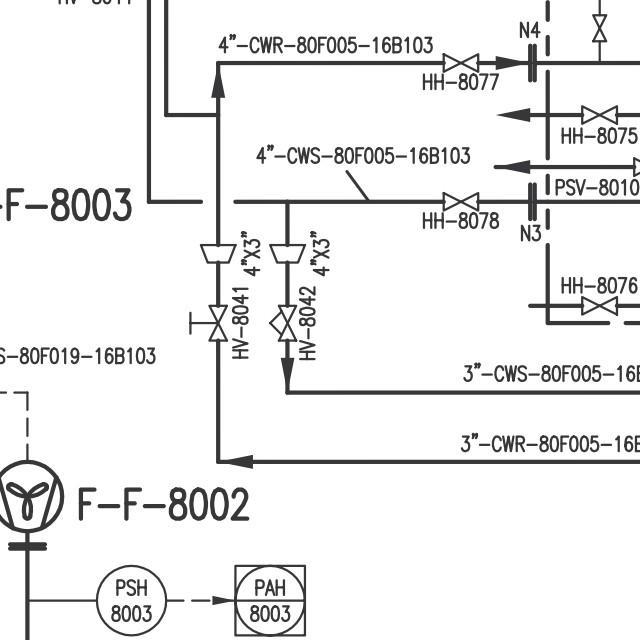 4"-CWR-80F005-16B103
N4
HH-8077
HH-8075
4"-CWS-80F005-16B103
PSV-8010
-F-8003
HH-8078
N3
4"X3"
4"X3"
HH-8076
HV-8041
HV-8042
S-80F019-16B103
3"-CWS-80F005-16B
3"-CWR-80F005-16B
F-F-8002
PSH
8003
PAH
8003